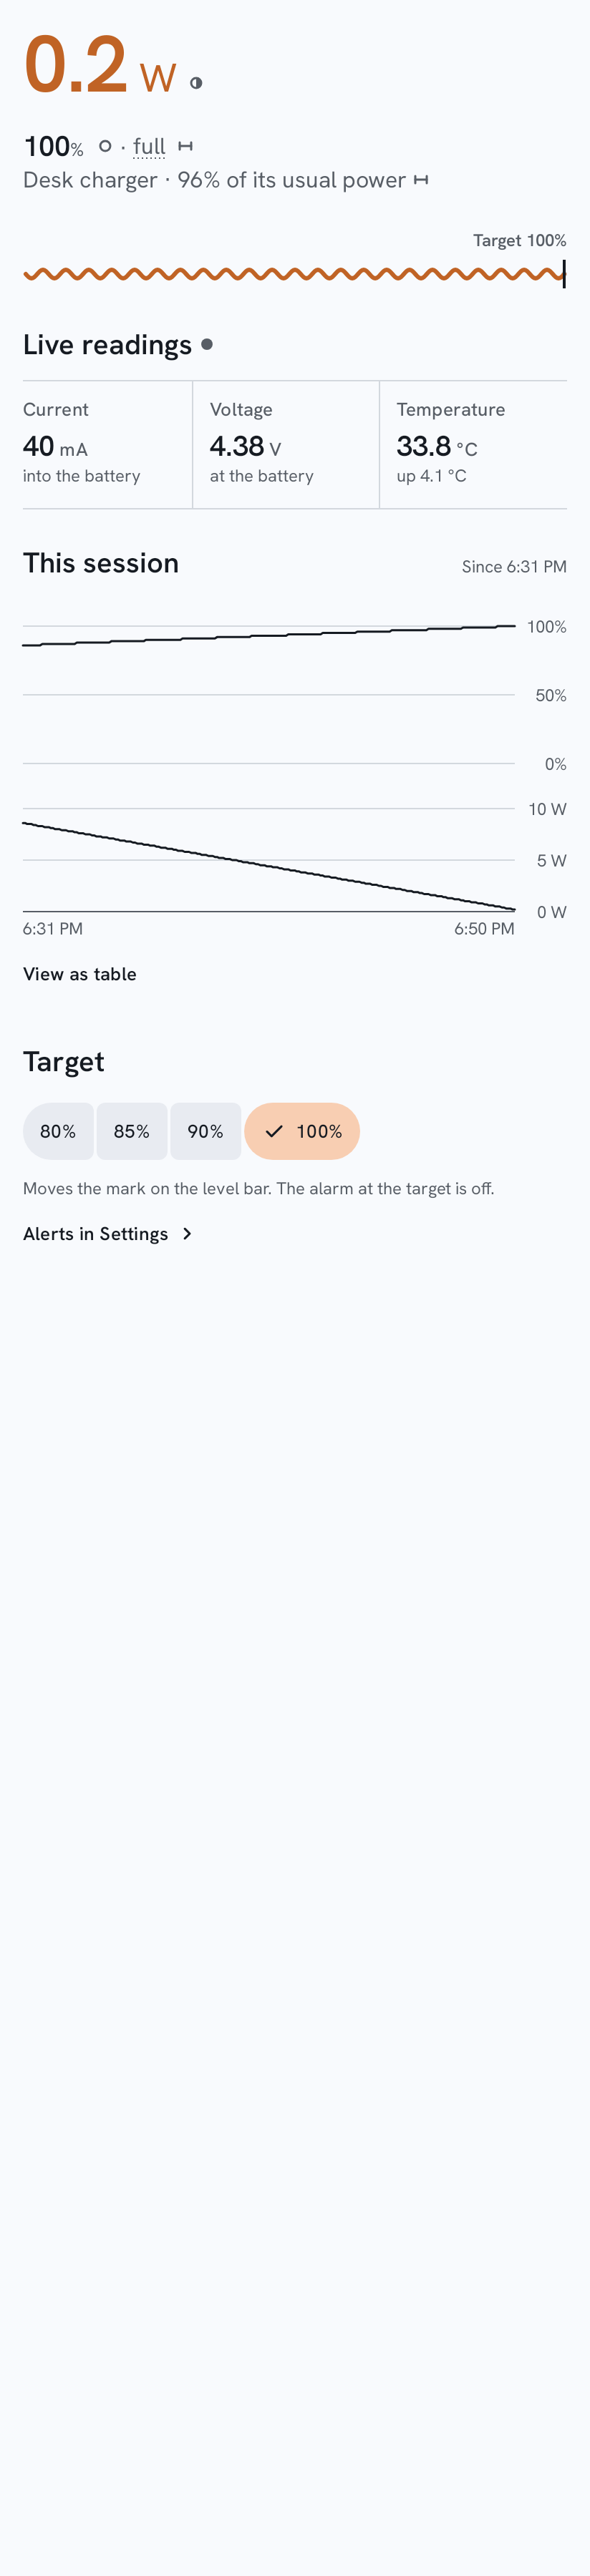 0.2 W
100% · full
Desk charger · 96% of its usual power
Target 100%
Live readings
Current
40 mA
into the battery
Voltage
4.38 V
at the battery
Temperature
33.8 °C
up 4.1 °C
This session
Since 6:31 PM
100%
50%
0%
10 W
5 W
0 W
6:31 PM
6:50 PM
View as table
Target
80%
85%
90%
100%
Moves the mark on the level bar. The alarm at the target is off.
Alerts in Settings